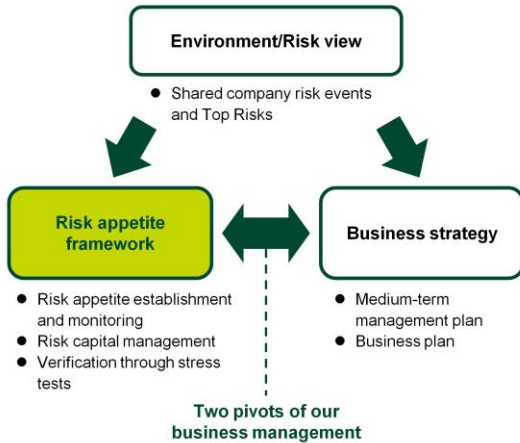 Environment/Risk view
● Shared company risk events
and Top Risks
Risk appetite
framework
● Risk appetite establishment
and monitoring
● Risk capital management
● Verification through stress
tests
Business strategy
● Medium-term
management plan
● Business plan
Two pivots of our
business management